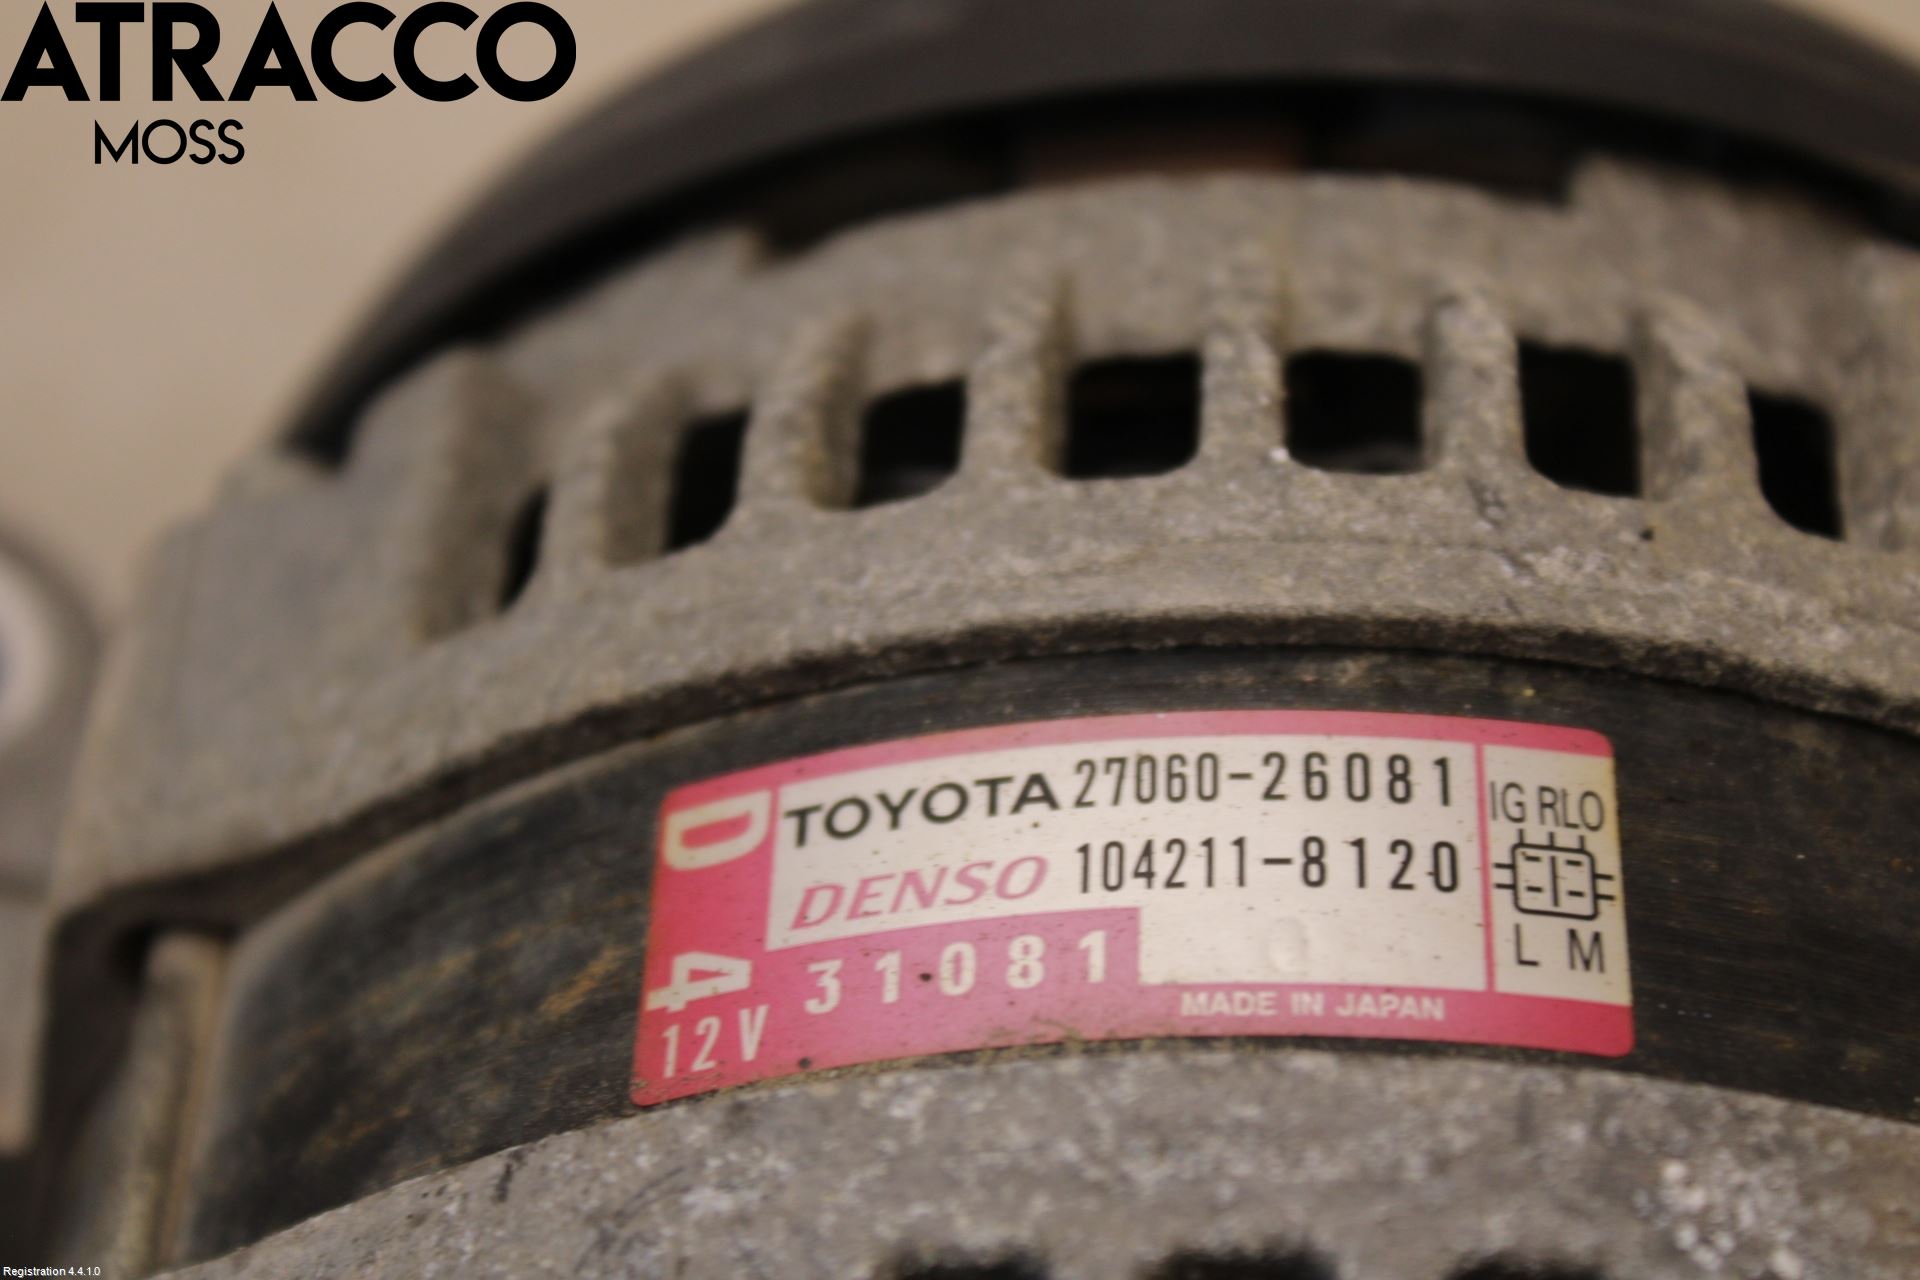 ATRACCO
MOSS
D TOYOTA 27060-26081
DENSO 104211-8120
4 31081
12V
MADE IN JAPAN
IG RLO
L M
Registration 4.4.1.0